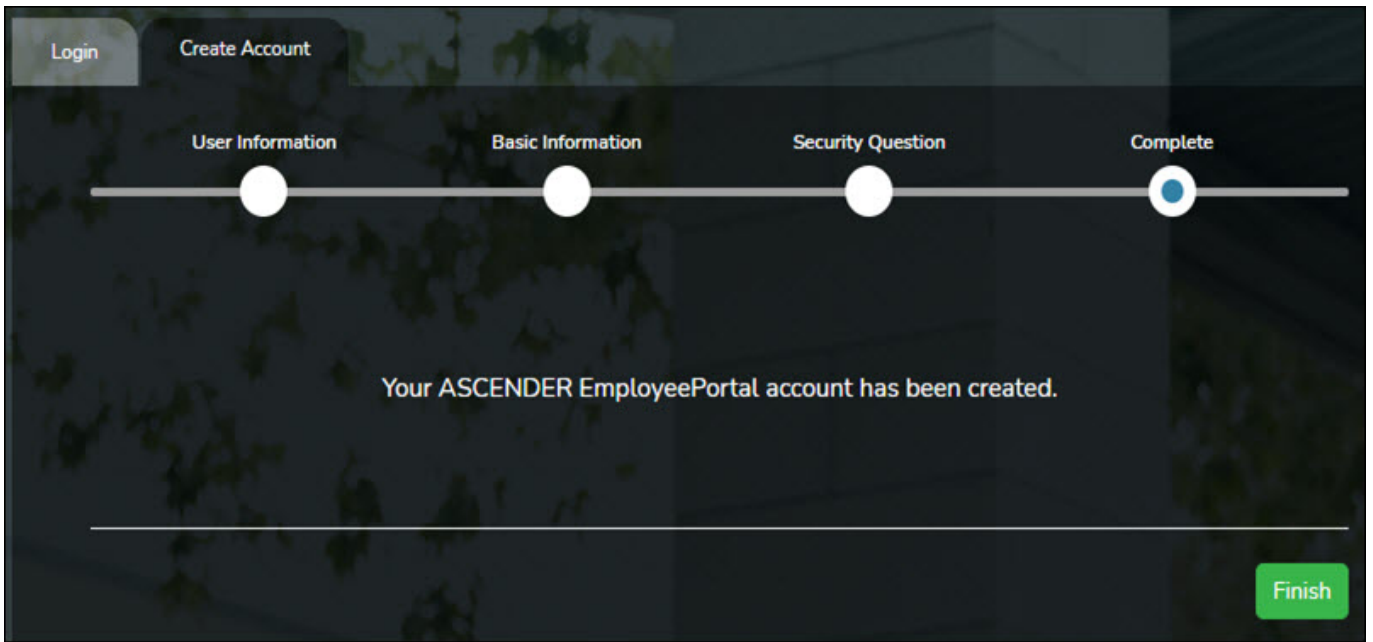 Login
Create Account
User Information
Basic Information
Security Question
Complete
Your ASCENDER EmployeePortal account has been created.
Finish